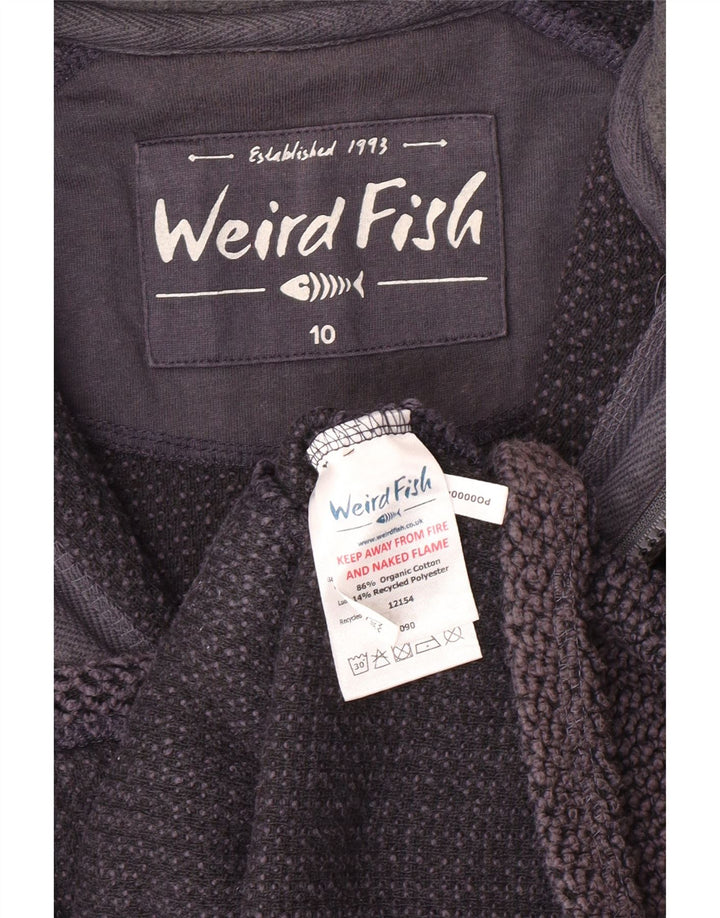 Established 1993
Weird Fish
10
Weird Fish
www.weirdfish.co.uk
KEEP AWAY FROM FIRE
AND NAKED FLAME
86% Organic Cotton
14% Recycled Polyester
12154
090
30
PO0000